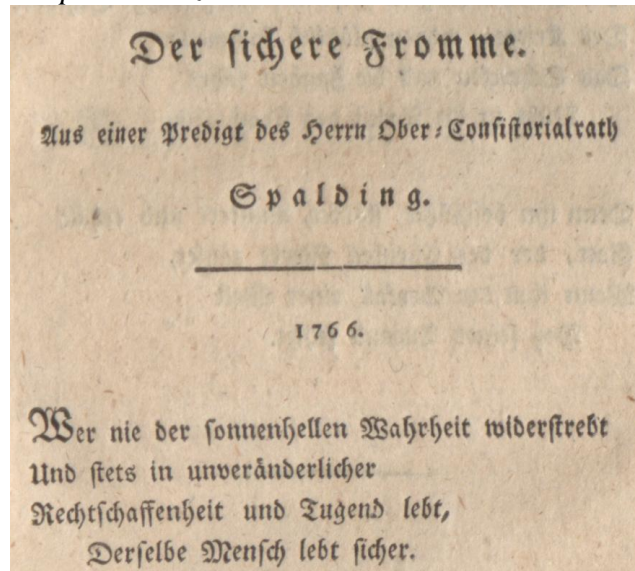 Der sichere Fromme.
Aus einer Predigt des Herrn Ober-Consistorialrath
Spalding.
1766.
Wer nie der sonnenhellen Wahrheit widerstrebt
Und stets in unveränderlicher
Rechtschaffenheit und Tugend lebt,
Derselbe Mensch lebt sicher.